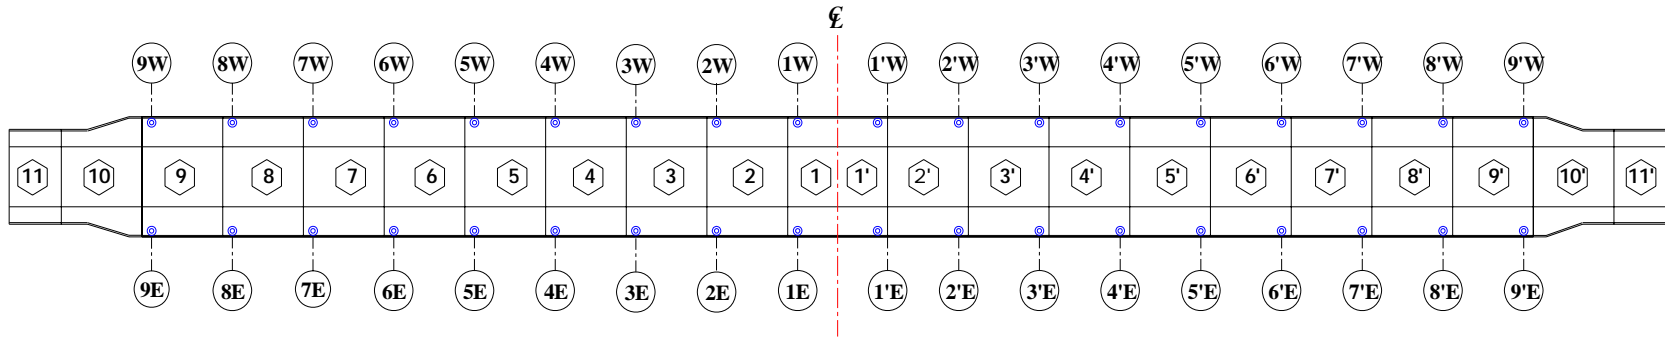 ℄
9W 8W 7W 6W 5W 4W 3W 2W 1W 1'W 2'W 3'W 4'W 5'W 6'W 7'W 8'W 9'W
11 10 9 8 7 6 5 4 3 2 1 1' 2' 3' 4' 5' 6' 7' 8' 9' 10' 11'
9E 8E 7E 6E 5E 4E 3E 2E 1E 1'E 2'E 3'E 4'E 5'E 6'E 7'E 8'E 9'E